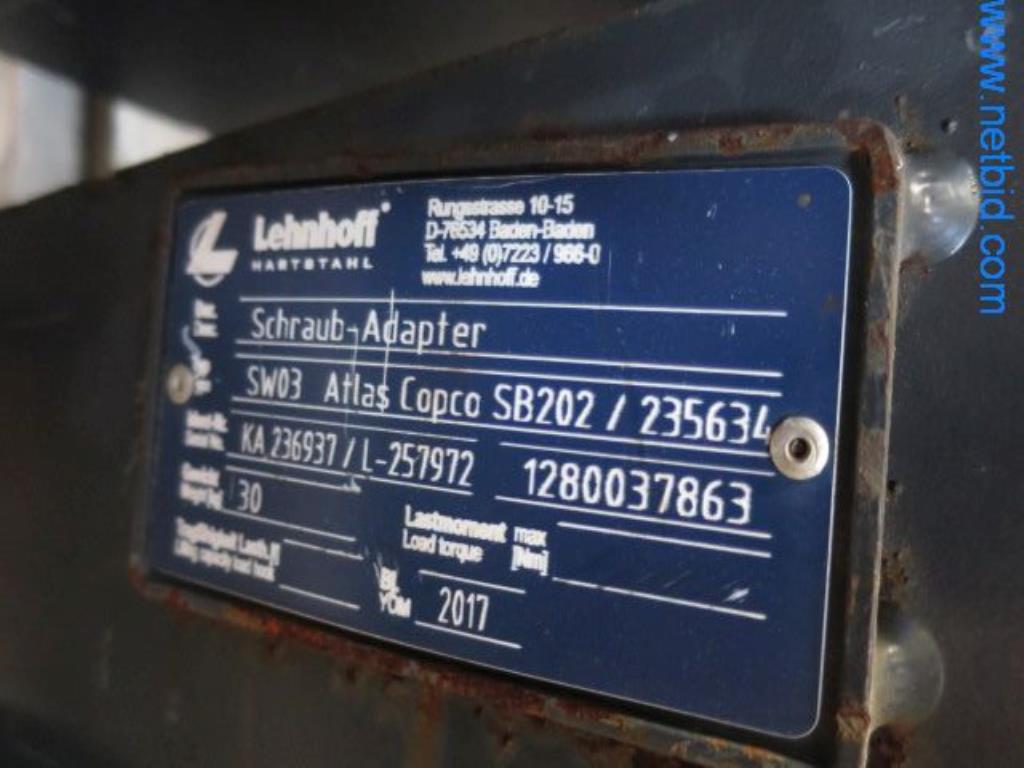 Lehnhoff®
HARTSTAHL
Rungsstrasse 10-15
D-76534 Baden-Baden
Tel. +49 (0)7223 / 966-0
www.lehnhoff.de
Schraub-Adapter
SW03 Atlas Copco SB202 / 235634
KA 236937 / L-257972 1280037863
30
Lastmoment max
Load torque [Nm]
Bj.
YOM 2017
www.netbid.com